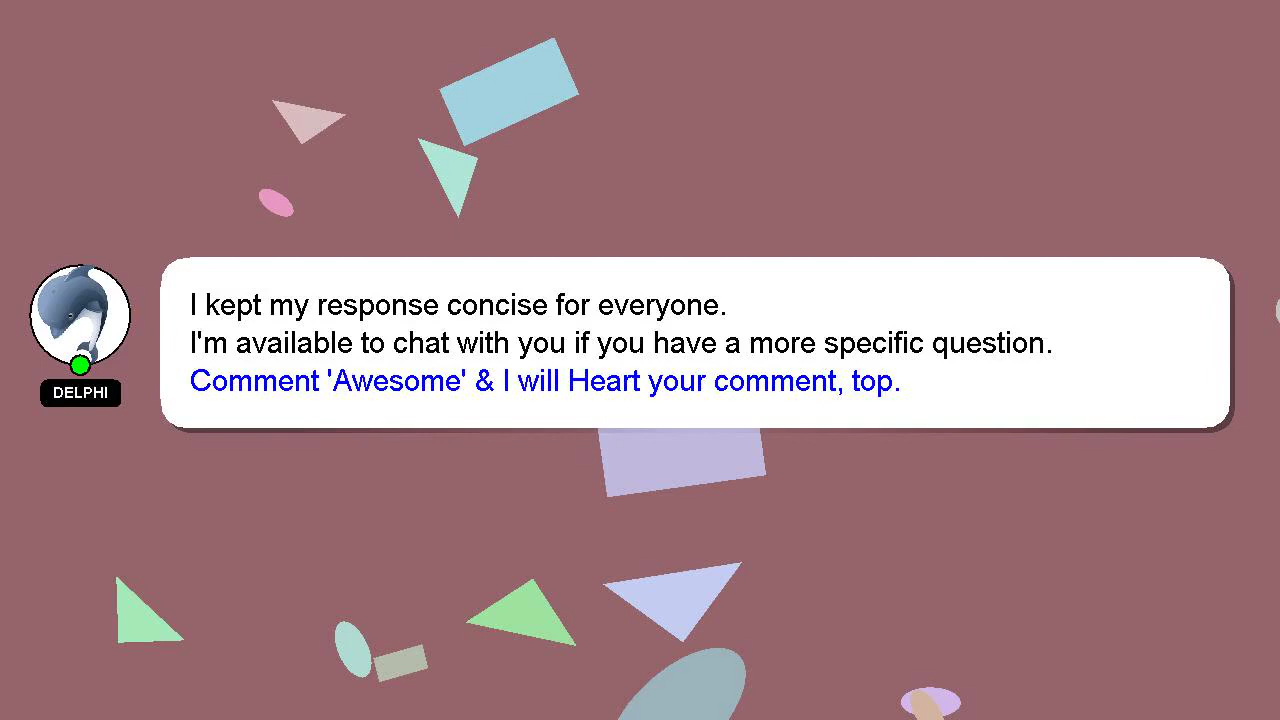 I kept my response concise for everyone.
I'm available to chat with you if you have a more specific question.
Comment 'Awesome' & I will Heart your comment, top.
DELPHI